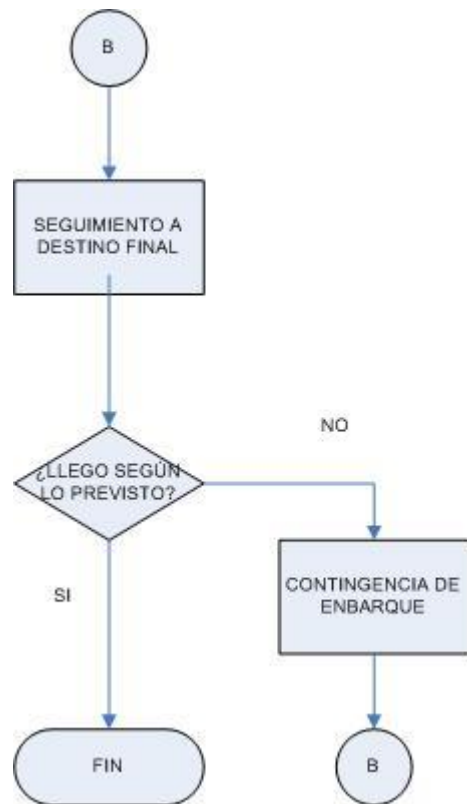 B
SEGUIMIENTO A
DESTINO FINAL
NO
¿LLEGO SEGÚN
LO PREVISTO?
SI
CONTINGENCIA DE
ENBARQUE
FIN
B